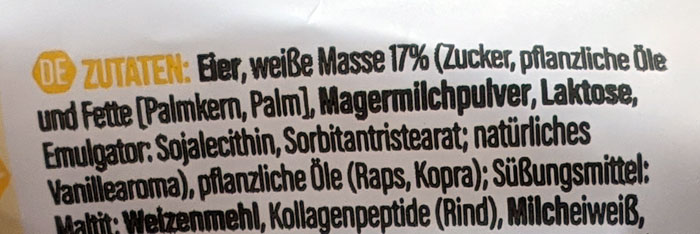 DE ZUTATEN: Eier, weiße Masse 17% (Zucker, pflanzliche Öle
und Fette [Palmkern, Palm], Magermilchpulver, Laktose,
Emulgator: Sojalecithin, Sorbitantristearat; natürliches
Vanillearoma), pflanzliche Öle (Raps, Kopra); Süßungsmittel:
Maltit; Weizenmehl, Kollagenpeptide (Rind), Milcheiweiß,